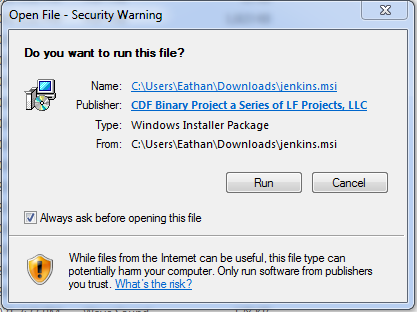 Open File - Security Warning
Do you want to run this file?
Name: C:\Users\Eathan\Downloads\jenkins.msi
Publisher: CDF Binary Project a Series of LF Projects, LLC
Type: Windows Installer Package
From: C:\Users\Eathan\Downloads\jenkins.msi
Run Cancel
Always ask before opening this file
While files from the Internet can be useful, this file type can
potentially harm your computer. Only run software from publishers
you trust. What's the risk?